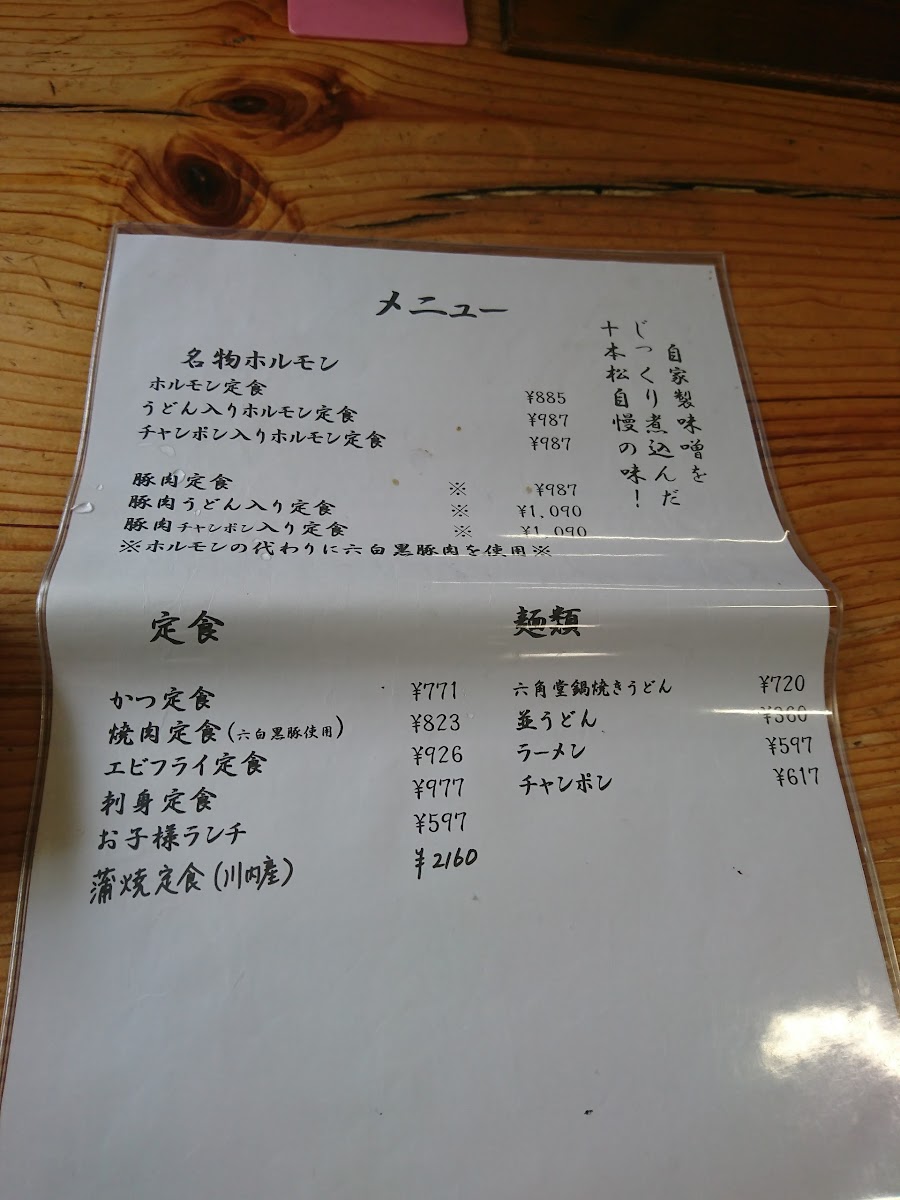 メニュー
自家製味噌を
じっくり煮込んだ
十本松自慢の味!
名物ホルモン
ホルモン定食 ¥885
うどん入りホルモン定食 ¥987
チャンポン入りホルモン定食 ¥987
豚肉定食 ※ ¥987
豚肉うどん入り定食 ※ ¥1,090
豚肉チャンポン入り定食 ※ ¥1,090
※ホルモンの代わりに六白黒豚肉を使用※
定食
かつ定食 ¥771
焼肉定食(六白黒豚使用) ¥823
エビフライ定食 ¥926
刺身定食 ¥977
お子様ランチ ¥597
蒲焼定食(川内産) ¥2160
麺類
六角堂鍋焼きうどん ¥720
並うどん ¥360
ラーメン ¥597
チャンポン ¥617